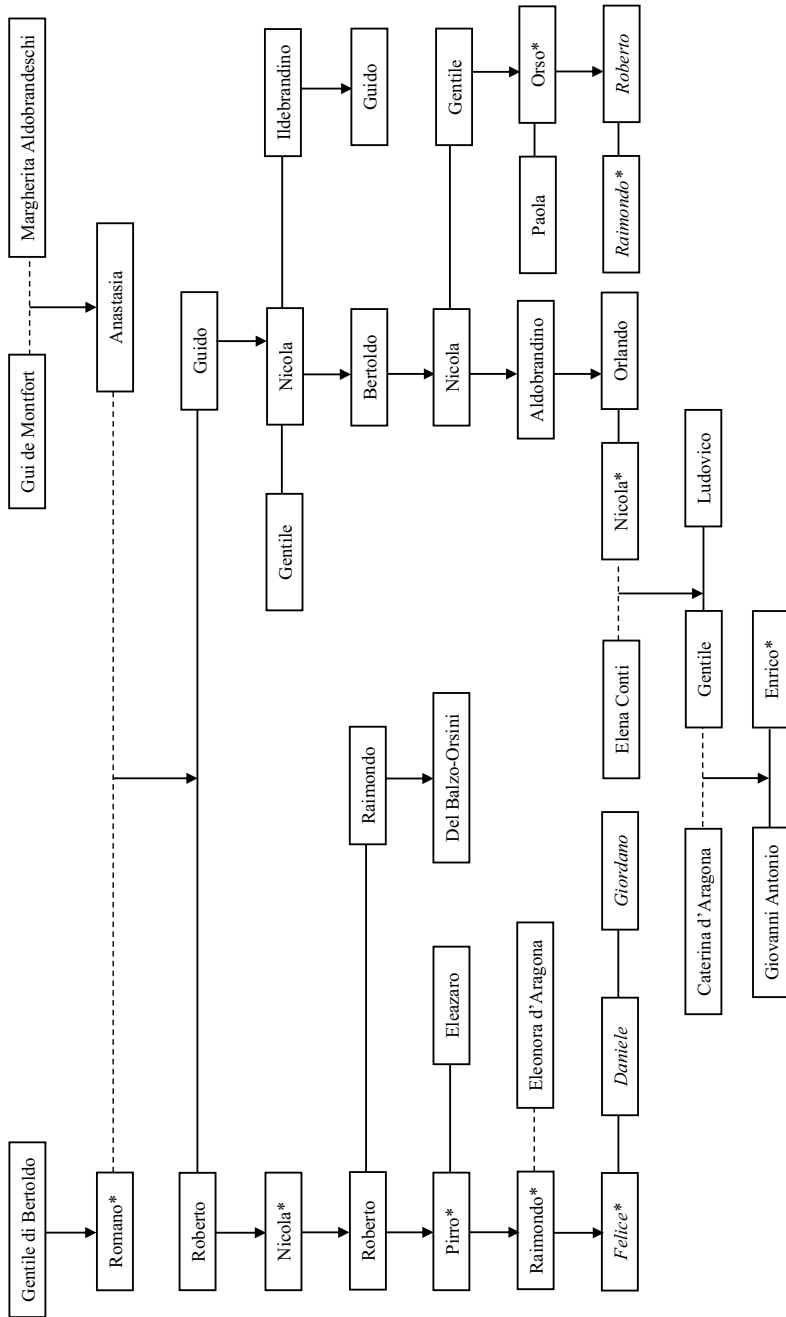 Gentile di Bertoldo
Gui de Montfort
Margherita Aldobrandeschi
Romano*
Anastasia
Roberto
Guido
Nicola*
Gentile
Nicola
Ildebrandino
Roberto
Raimondo
Bertoldo
Guido
Pirro*
Eleazaro
Del Balzo-Orsini
Nicola
Gentile
Raimondo*
Eleonora d’Aragona
Aldobrandino
Paola
Orso*
Felice*
Daniele
Giordano
Elena Conti
Nicola*
Orlando
Raimondo*
Roberto
Caterina d’Aragona
Gentile
Ludovico
Giovanni Antonio
Enrico*